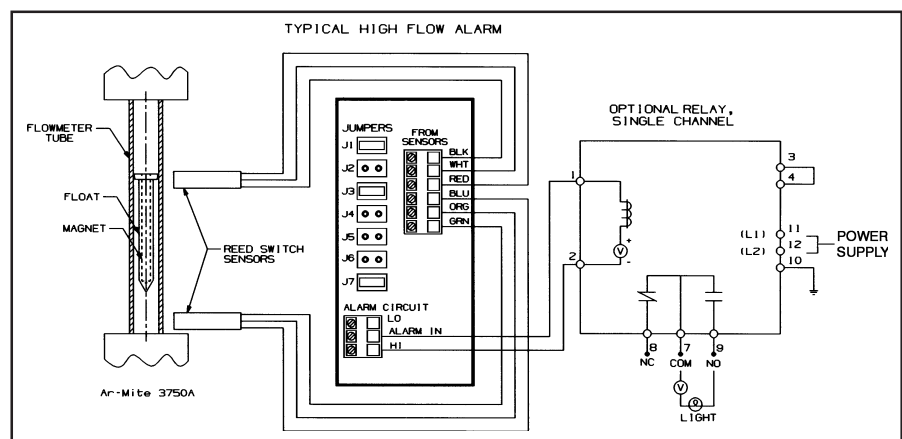 TYPICAL HIGH FLOW ALARM
FLOWMETER
TUBE
FLOAT
MAGNET
REED SWITCH
SENSORS
Ar-Mite 3750A
JUMPERS
J1
J2
J3
J4
J5
J6
J7
FROM
SENSORS
BLK
WHT
RED
BLU
ORG
GRN
ALARM CIRCUIT
LO
ALARM IN
HI
OPTIONAL RELAY,
SINGLE CHANNEL
1
2
V
+
-
3
4
(L1) 11
(L2) 12
10
POWER
SUPPLY
8 7 9
NC COM NO
V
LIGHT